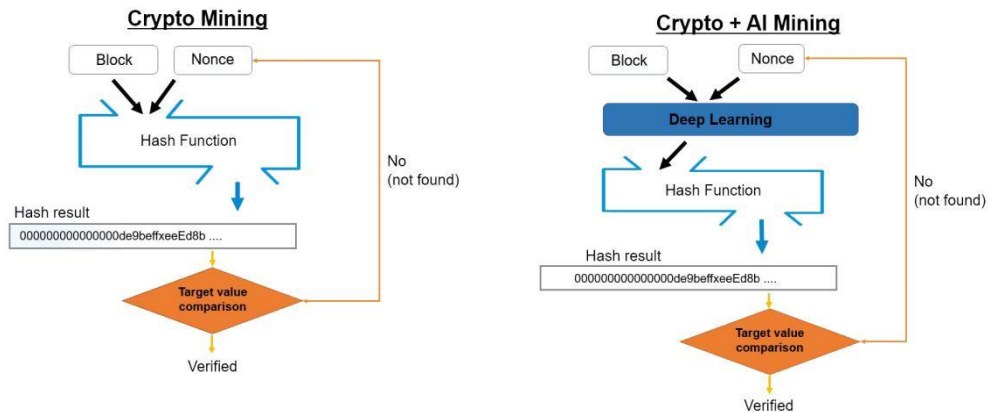 Crypto Mining
Block
Nonce
Hash Function
No
(not found)
Hash result
000000000000000de9beffxeeEd8b ....
Target value
comparison
Verified
Crypto + AI Mining
Block
Nonce
Deep Learning
Hash Function
No
(not found)
Hash result
000000000000000de9beffxeeEd8b ....
Target value
comparison
Verified